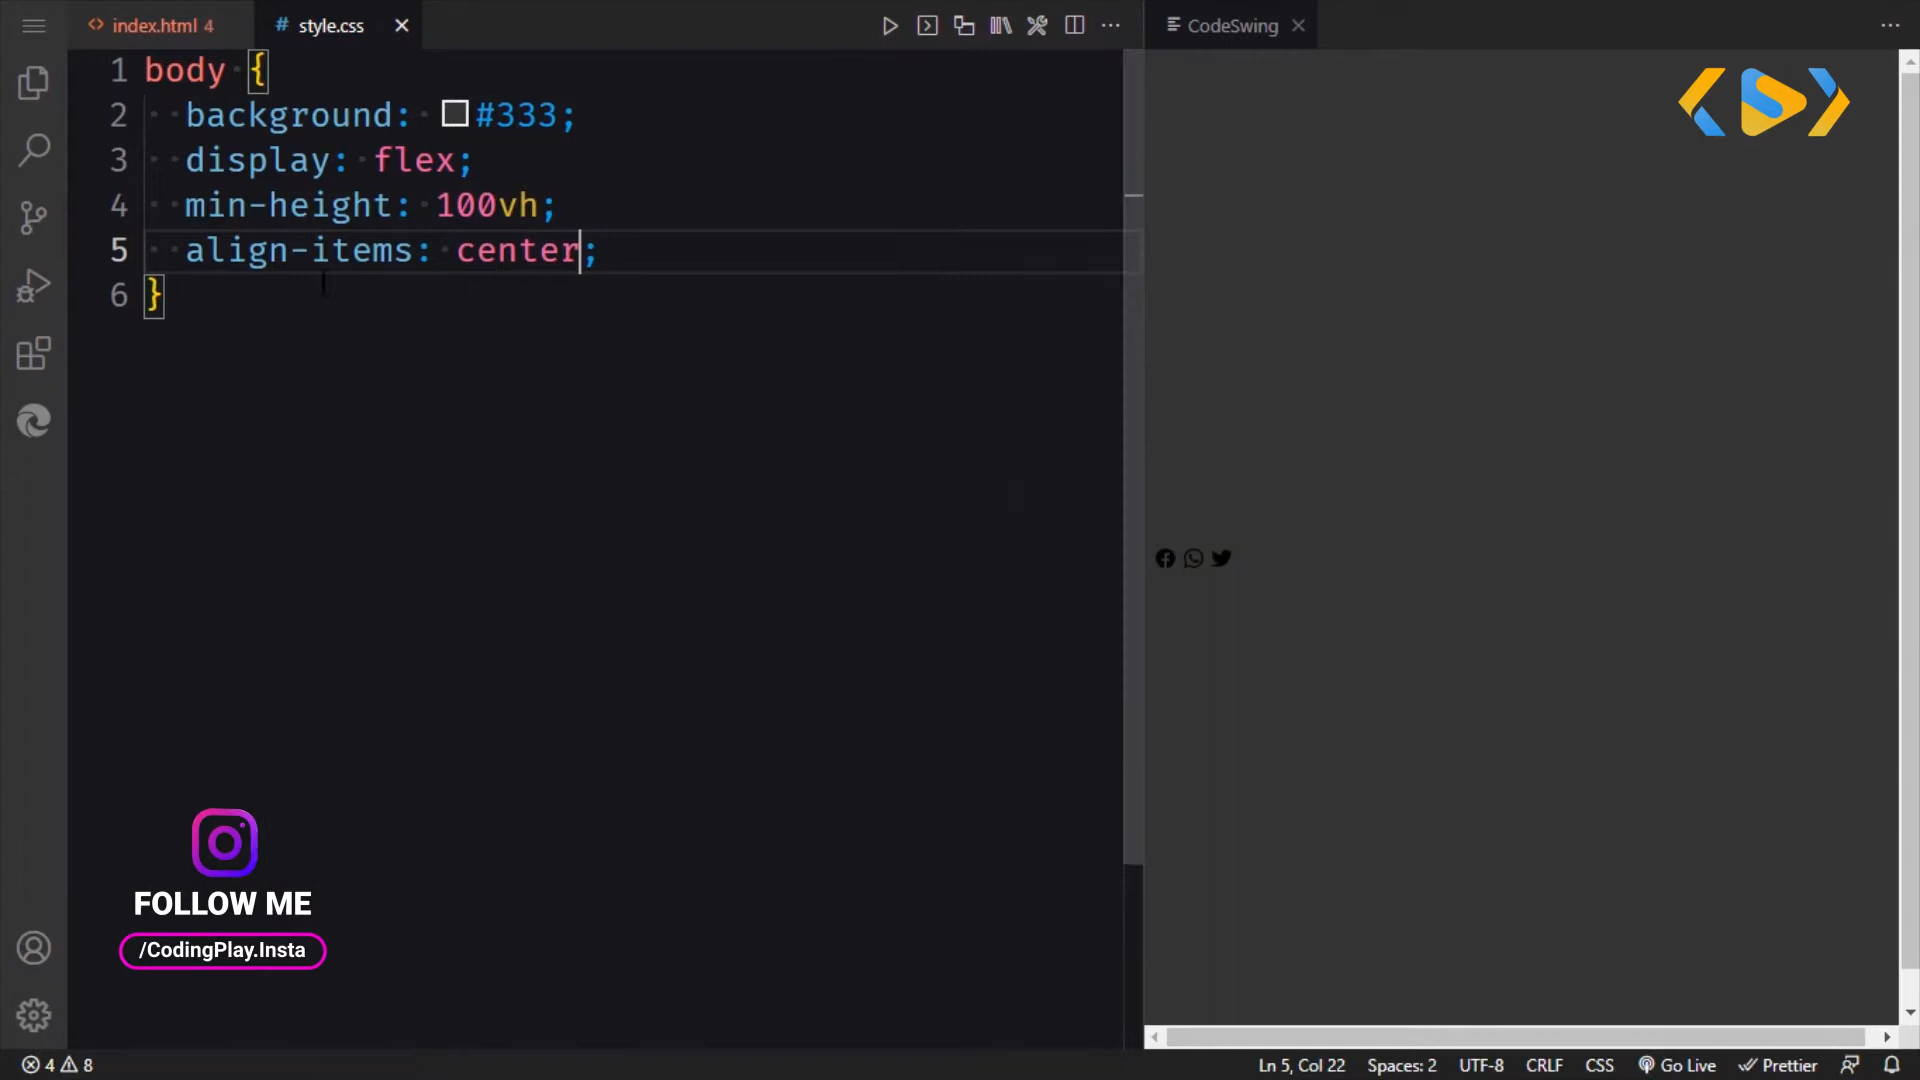 index.html 4
style.css
CodeSwing
1 body {
2 background: #333;
3 display: flex;
4 min-height: 100vh;
5 align-items: center;
6 }
FOLLOW ME
/CodingPlay.Insta
4 8
Ln 5, Col 22 Spaces: 2 UTF-8 CRLF CSS Go Live Prettier